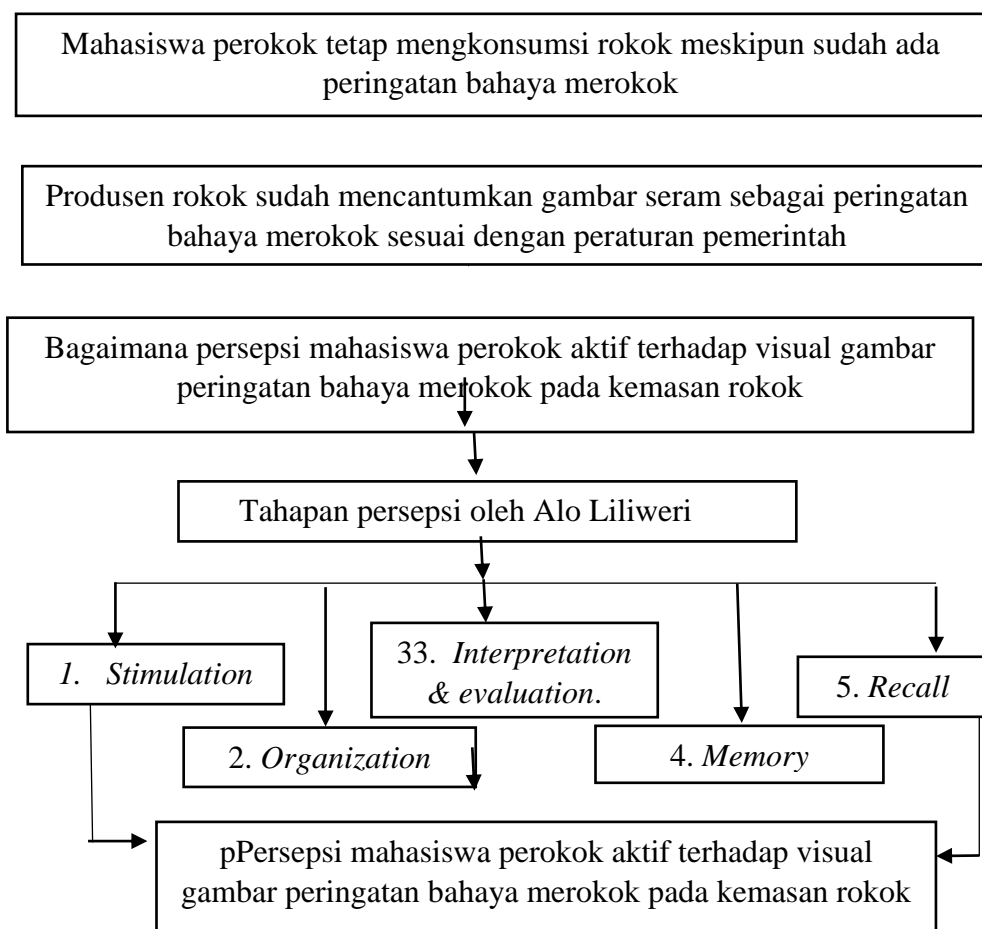 Mahasiswa perokok tetap mengkonsumsi rokok meskipun sudah ada
peringatan bahaya merokok
Produsen rokok sudah mencantumkan gambar seram sebagai peringatan
bahaya merokok sesuai dengan peraturan pemerintah
Bagaimana persepsi mahasiswa perokok aktif terhadap visual gambar
peringatan bahaya merokok pada kemasan rokok
Tahapan persepsi oleh Alo Liliweri
1. Stimulation
2. Organization
33. Interpretation
& evaluation.
4. Memory
5. Recall
pPersepsi mahasiswa perokok aktif terhadap visual
gambar peringatan bahaya merokok pada kemasan rokok